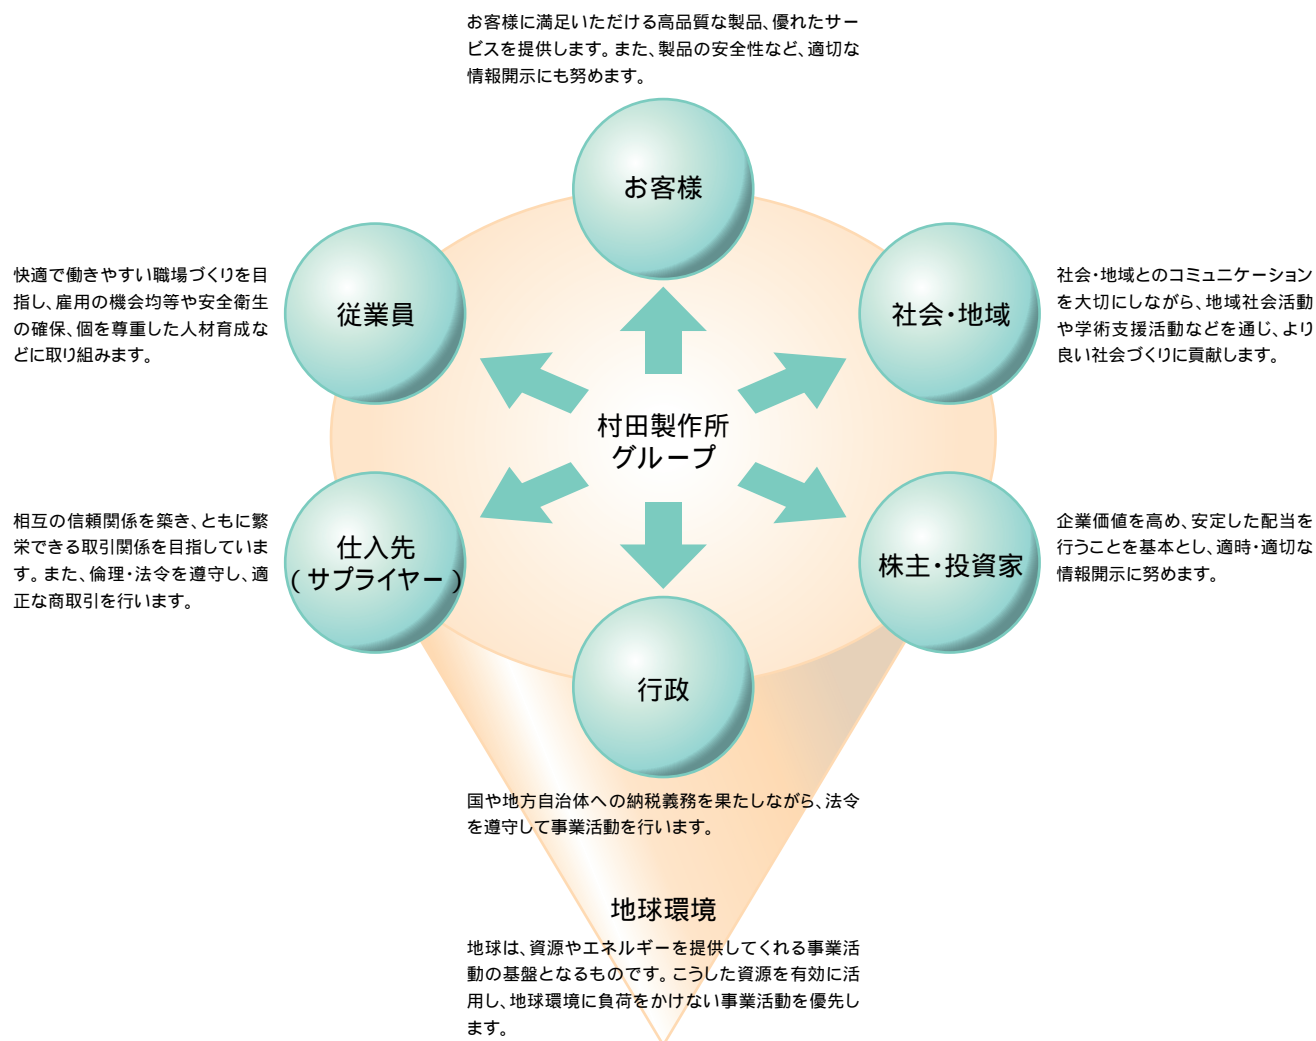 お客様に満足いただける高品質な製品、優れたサー
ビスを提供します。また、製品の安全性など、適切な
情報開示にも努めます。
お客様
快適で働きやすい職場づくりを目
指し、雇用の機会均等や安全衛生
の確保、個を尊重した人材育成な
どに取り組みます。
従業員
社会・地域
社会・地域とのコミュニケーション
を大切にしながら、地域社会活動
や学術支援活動などを通じ、より
良い社会づくりに貢献します。
村田製作所
グループ
相互の信頼関係を築き、ともに繁
栄できる取引関係を目指していま
す。また、倫理・法令を遵守し、適
正な商取引を行います。
仕入先
(サプライヤー)
株主・投資家
企業価値を高め、安定した配当を
行うことを基本とし、適時・適切な
情報開示に努めます。
行政
国や地方自治体への納税義務を果たしながら、法令
を遵守して事業活動を行います。
地球環境
地球は、資源やエネルギーを提供してくれる事業活
動の基盤となるものです。こうした資源を有効に活
用し、地球環境に負荷をかけない事業活動を優先し
ます。